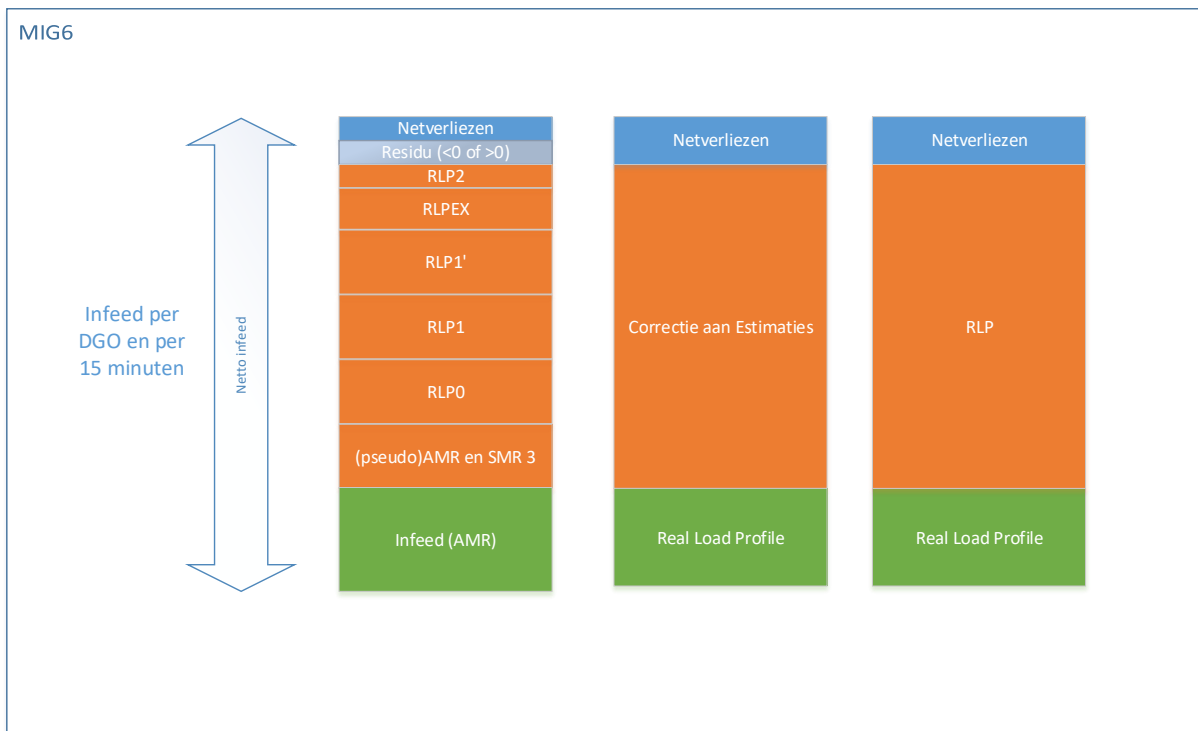 MIG6
Infeed per
DGO en per
15 minuten
Netto infeed
Netverliezen
Residu (<0 of >0)
RLP2
RLPEX
RLP1'
RLP1
RLP0
(pseudo)AMR en SMR 3
Infeed (AMR)
Netverliezen
Correctie aan Estimaties
Real Load Profile
Netverliezen
RLP
Real Load Profile